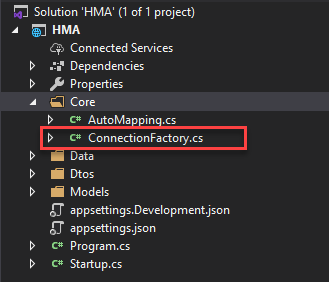 Solution 'HMA' (1 of 1 project)
HMA
Connected Services
Dependencies
Properties
Core
C# AutoMapping.cs
C# ConnectionFactory.cs
Data
Dtos
Models
appsettings.Development.json
appsettings.json
C# Program.cs
C# Startup.cs